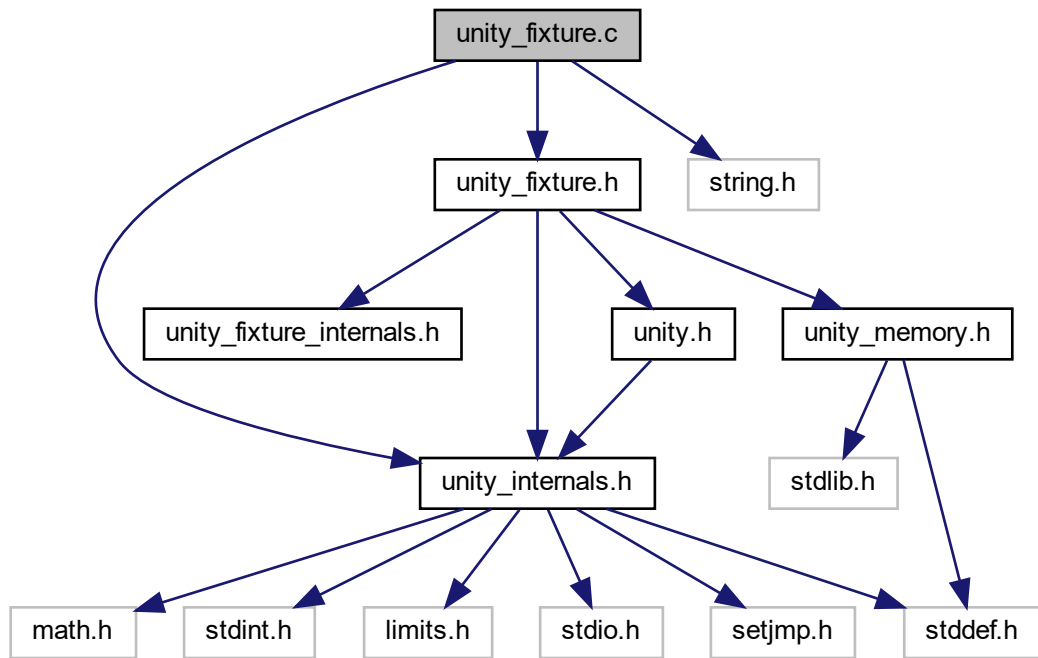 unity_fixture.c
unity_fixture.h
string.h
unity_fixture_internals.h
unity.h
unity_memory.h
unity_internals.h
stdlib.h
math.h
stdint.h
limits.h
stdio.h
setjmp.h
stddef.h